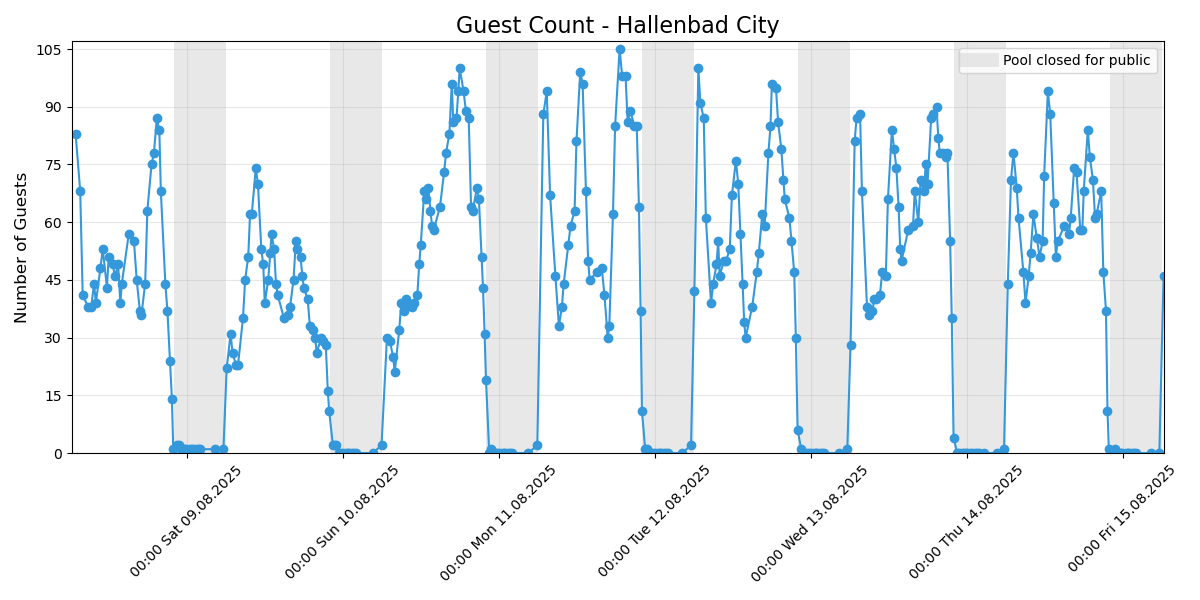 Guest Count - Hallenbad City
Pool closed for public
Number of Guests
105
90
75
60
45
30
15
0
00:00 Sat 09.08.2025
00:00 Sun 10.08.2025
00:00 Mon 11.08.2025
00:00 Tue 12.08.2025
00:00 Wed 13.08.2025
00:00 Thu 14.08.2025
00:00 Fri 15.08.2025